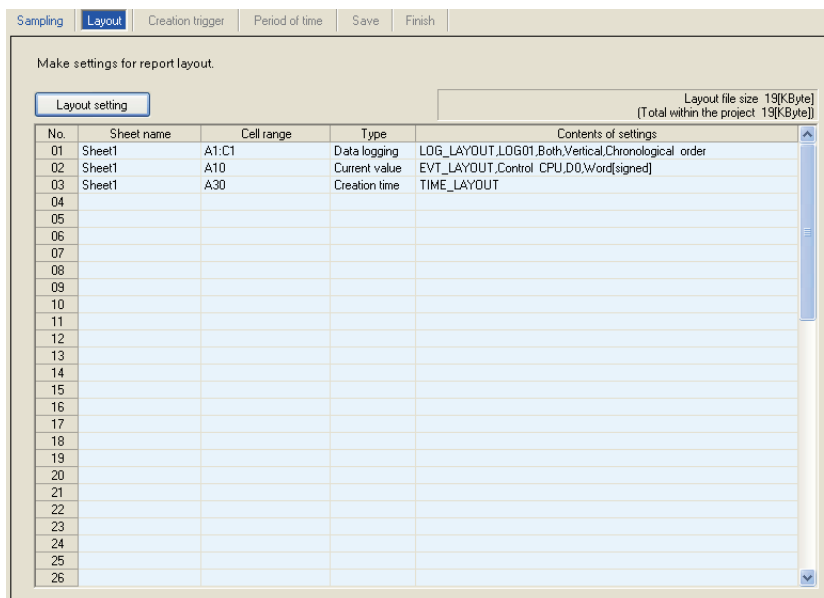 Sampling Layout Creation trigger Period of time Save Finish
Make settings for report layout.
Layout setting
Layout file size 19[KByte]
(Total within the project 19[KByte])
No. Sheet name Cell range Type Contents of settings
01 Sheet1 A1:C1 Data logging LOG_LAYOUT,LOG01,Both,Vertical,Chronological order
02 Sheet1 A10 Current value EVT_LAYOUT,Control CPU,D0,Word[signed]
03 Sheet1 A30 Creation time TIME_LAYOUT
04
05
06
07
08
09
10
11
12
13
14
15
16
17
18
19
20
21
22
23
24
25
26